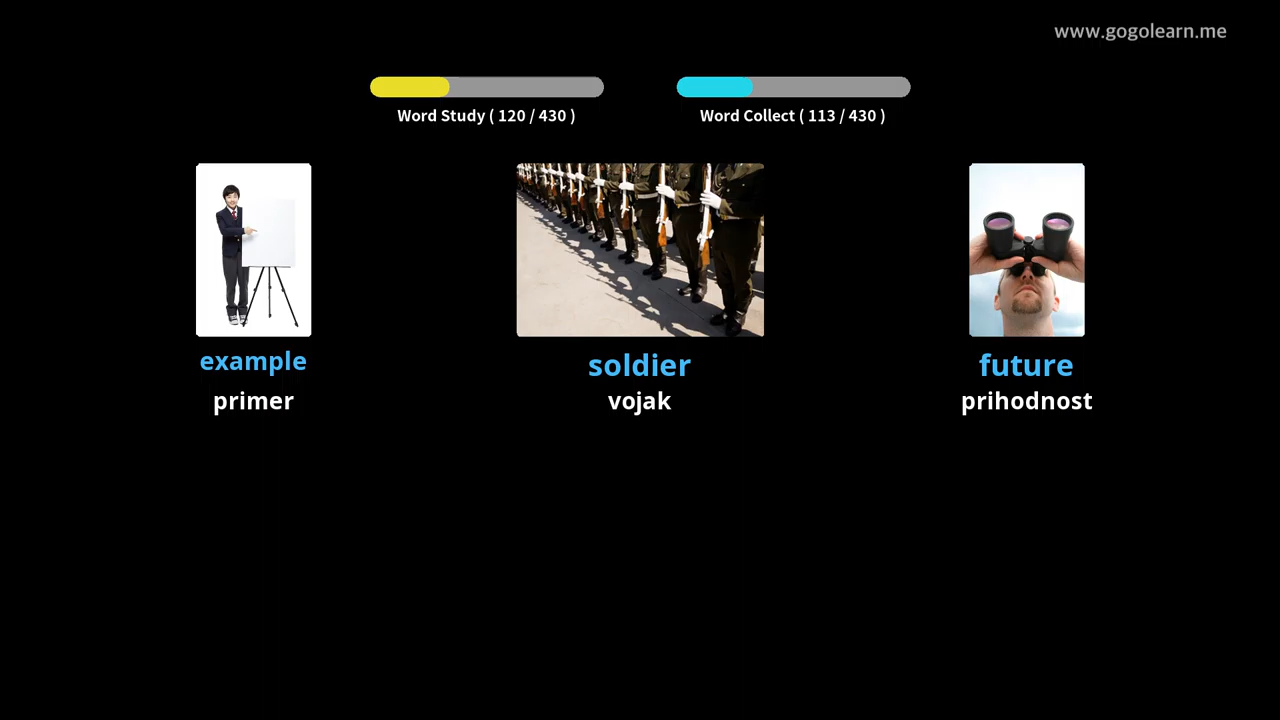 www.gogolearn.me
Word Study ( 120 / 430 )
Word Collect ( 113 / 430 )
example
primer
soldier
vojak
future
prihodnost